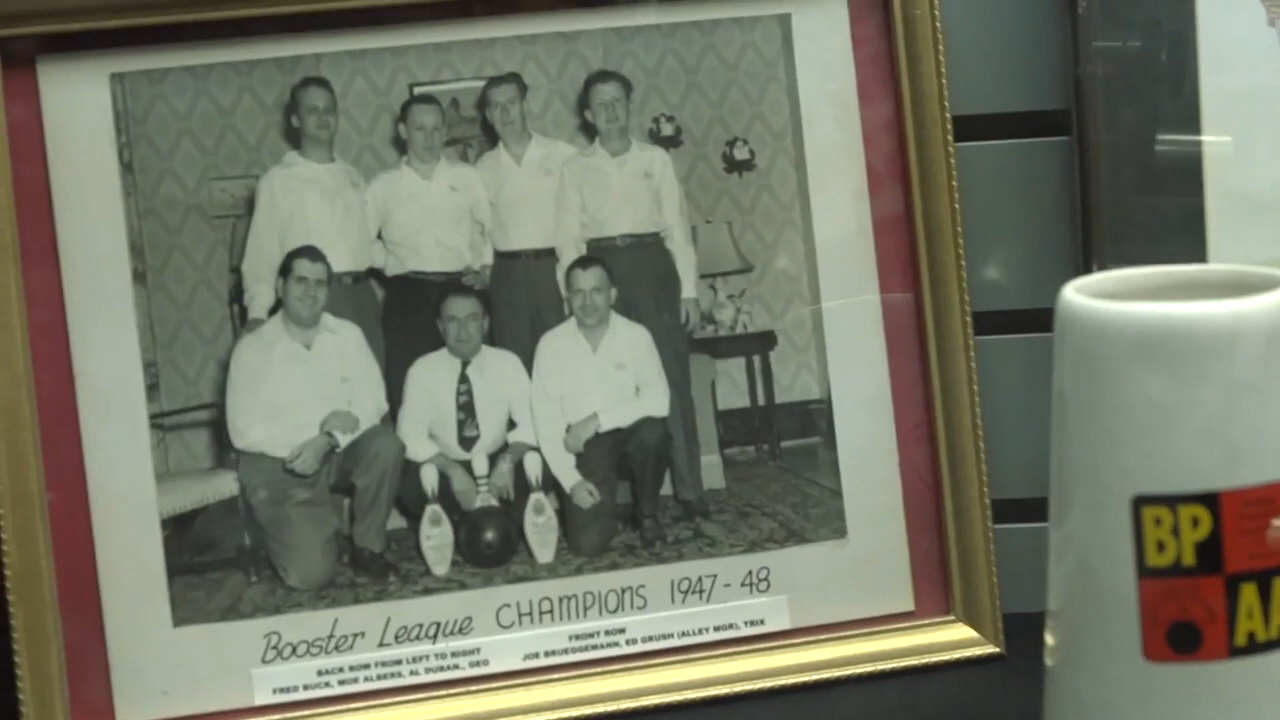 Booster League CHAMPIONS 1947-48
BACK ROW FROM LEFT TO RIGHT
FRED BUCK, MOE ALBERS, AL DUBAN., GEO
FRONT ROW
JOE BRUEGGEMANN, ED GRUSH (ALLEY MGR), TRIX
BP
AA